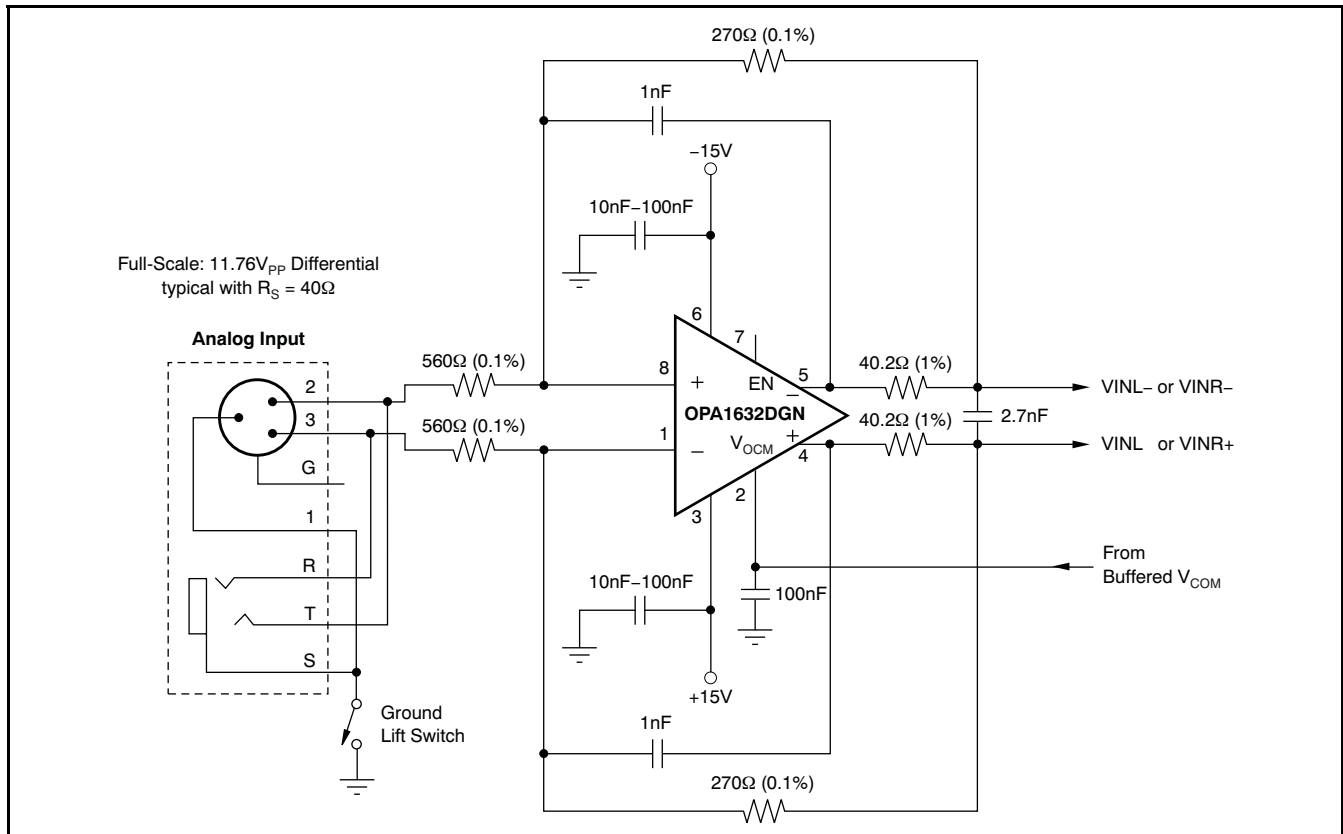 270Ω (0.1%)
1nF
−15V
10nF−100nF
Full-Scale: 11.76VPP Differential
typical with RS = 40Ω
Analog Input
6
7
2
560Ω (0.1%)
8
+
EN
5
−
40.2Ω (1%)
VINL− or VINR−
OPA1632DGN
2.7nF
3
560Ω (0.1%)
1
−
VOCM
+
4
40.2Ω (1%)
VINL or VINR+
G
2
1
3
From
Buffered VCOM
R
10nF−100nF
100nF
T
S
+15V
Ground
Lift Switch
1nF
270Ω (0.1%)